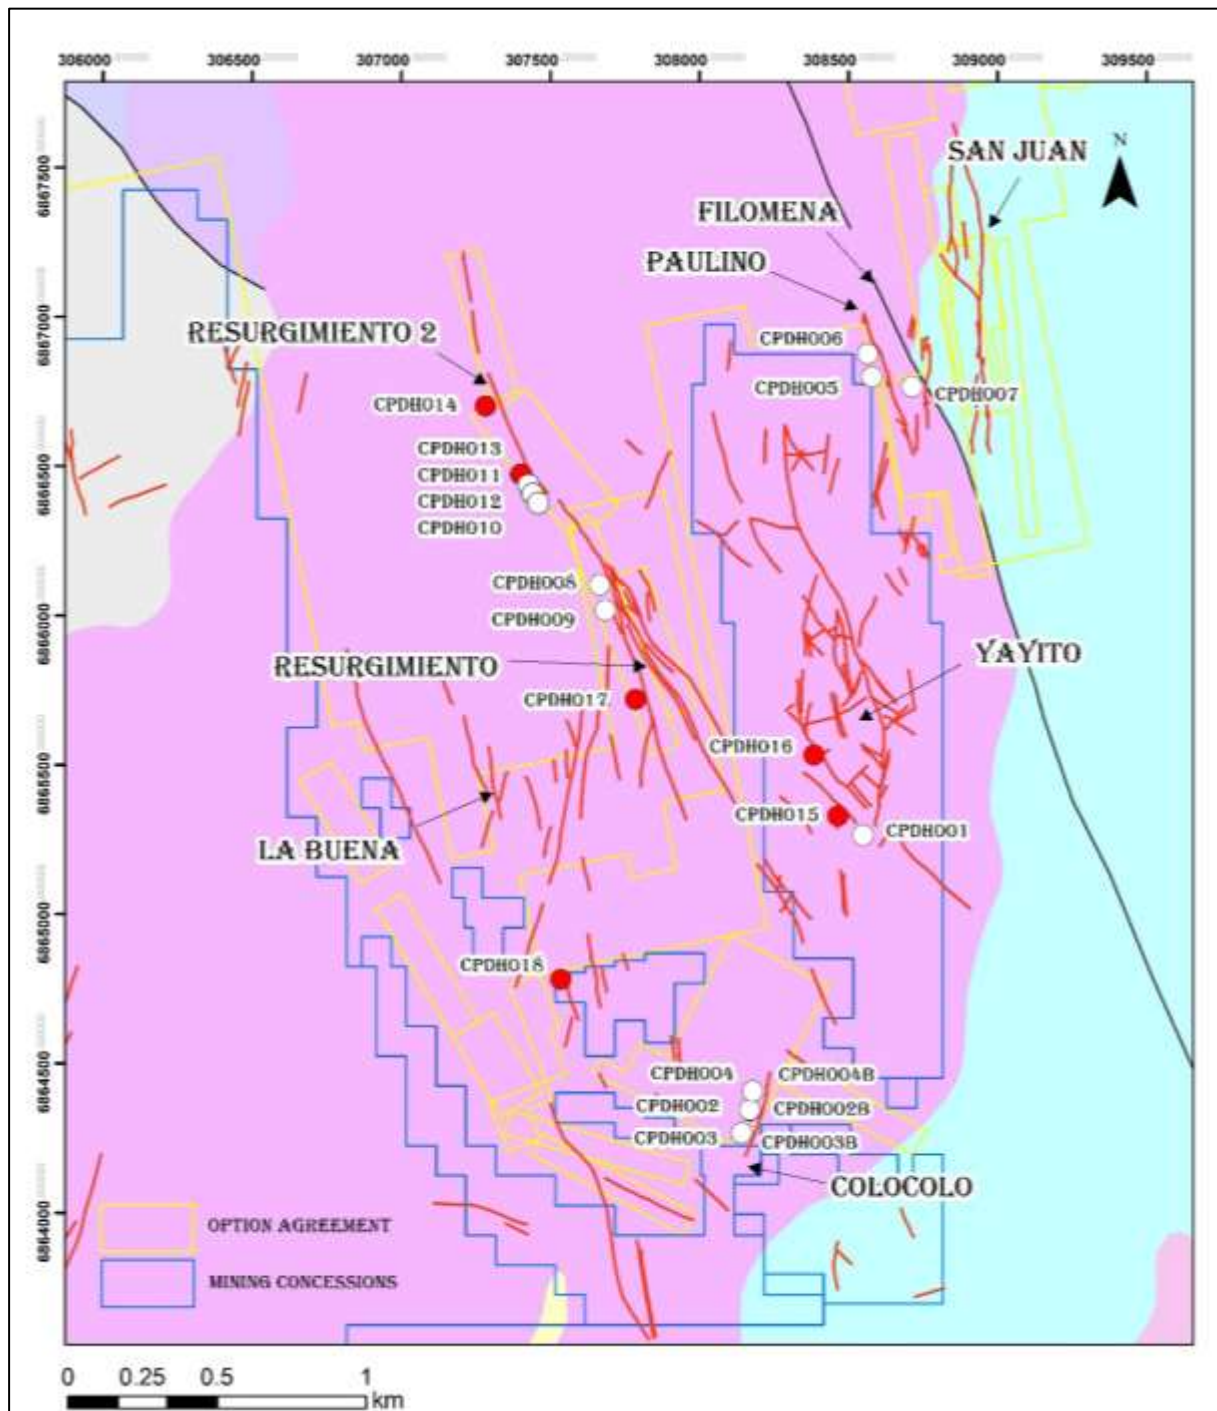 306000 306500 307000 307500 308000 308500 309000 309500
6867500
SAN JUAN
N
FILOMENA
PAULINO
6867000
RESURGIMIENTO 2
CPDH006
CPDH005
CPDH007
CPDH014
CPDH013
6866500
CPDH011
CPDH012
CPDH010
CPDH008
CPDH009
6866000
RESURGIMIENTO
YAYITO
CPDH017
CPDH016
6865500
CPDH015
CPDH001
LA BUENA
6865000
CPDH018
6864500
CPDH004 CPDH004B
CPDH002 CPDH002B
CPDH003 CPDH003B
COLOCOLO
6864000
OPTION AGREEMENT
MINING CONCESSIONS
0 0.25 0.5 1
km